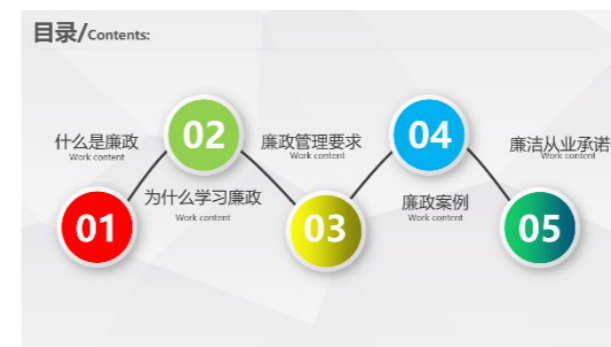 目录/Contents:
什么是廉政
Work content
01
02
为什么学习廉政
Work content
廉政管理要求
Work content
03
04
廉政案例
Work content
廉洁从业承诺
Work content
05